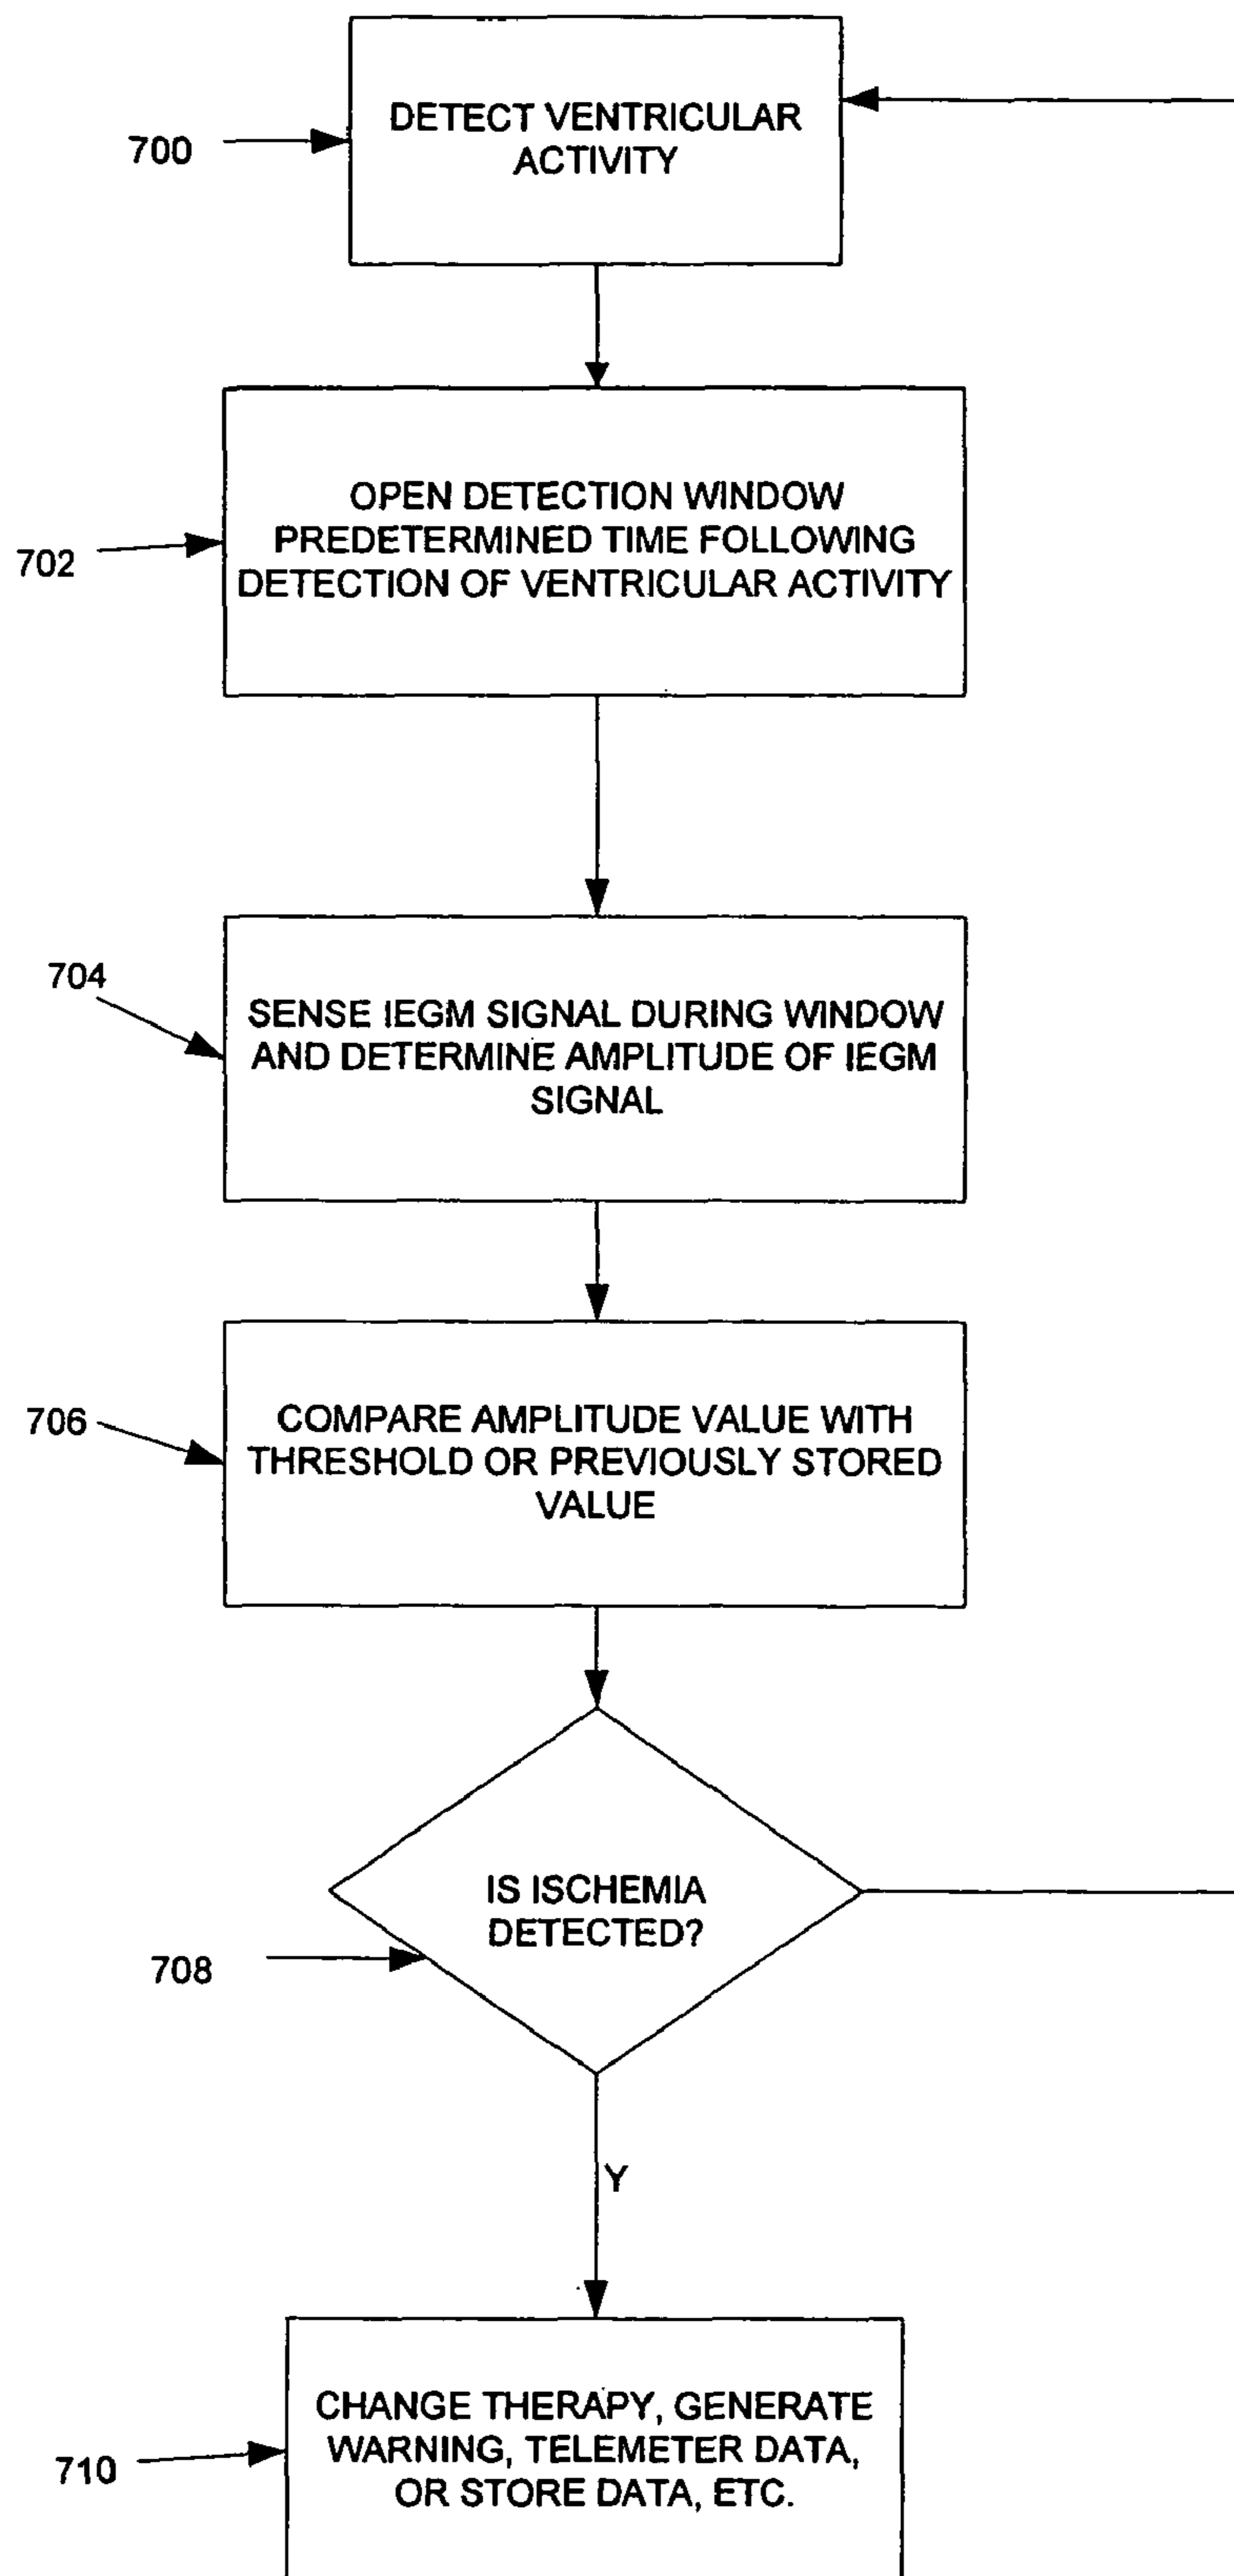 700
DETECT VENTRICULAR
ACTIVITY
702
OPEN DETECTION WINDOW
PREDETERMINED TIME FOLLOWING
DETECTION OF VENTRICULAR ACTIVITY
704
SENSE IEGM SIGNAL DURING WINDOW
AND DETERMINE AMPLITUDE OF IEGM
SIGNAL
706
COMPARE AMPLITUDE VALUE WITH
THRESHOLD OR PREVIOUSLY STORED
VALUE
IS ISCHEMIA
DETECTED?
708
Y
710
CHANGE THERAPY, GENERATE
WARNING, TELEMETER DATA,
OR STORE DATA, ETC.